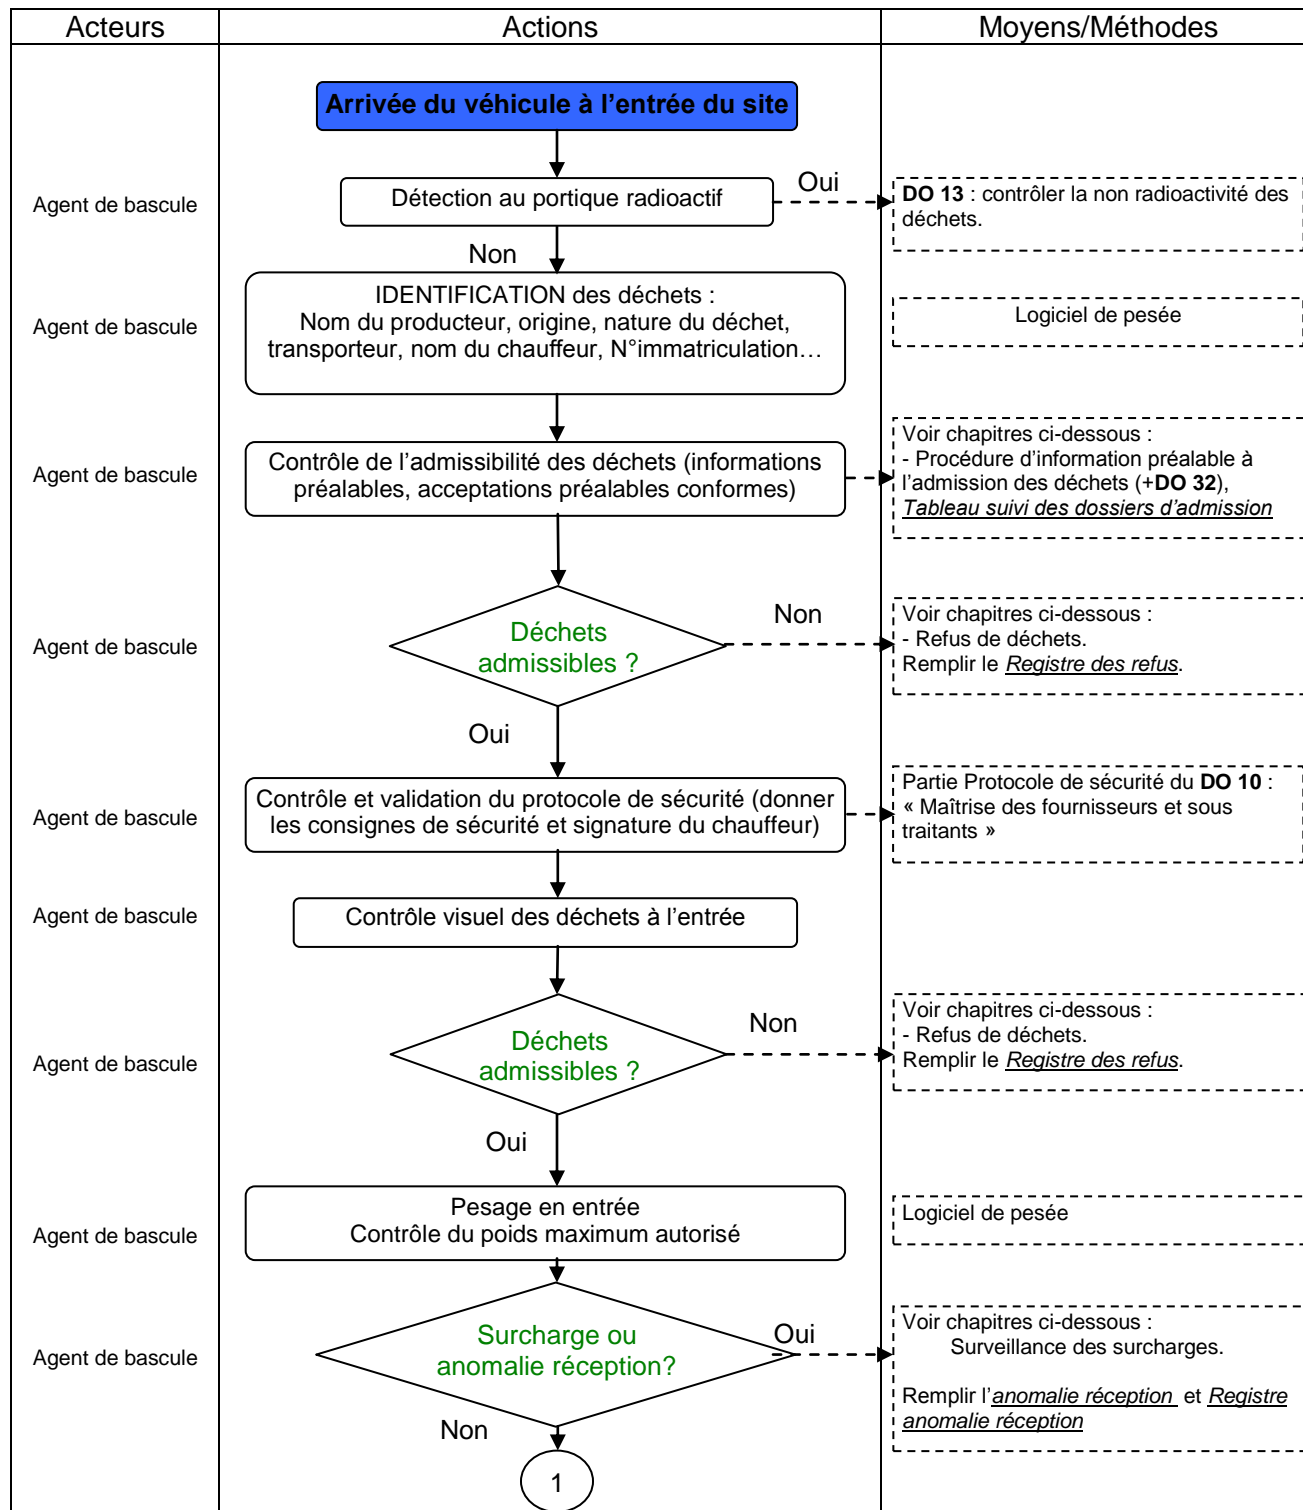 Acteurs
Actions
Moyens/Méthodes
Arrivée du véhicule à l’entrée du site
Agent de bascule
Détection au portique radioactif
Oui
DO 13 : contrôler la non radioactivité des
déchets.
Non
Agent de bascule
IDENTIFICATION des déchets :
Nom du producteur, origine, nature du déchet,
transporteur, nom du chauffeur, N°immatriculation…
Logiciel de pesée
Agent de bascule
Contrôle de l’admissibilité des déchets (informations
préalables, acceptations préalables conformes)
Voir chapitres ci-dessous :
- Procédure d’information préalable à
l’admission des déchets (+DO 32),
Tableau suivi des dossiers d’admission
Agent de bascule
Déchets
admissibles ?
Non
Voir chapitres ci-dessous :
- Refus de déchets.
Remplir le Registre des refus.
Oui
Agent de bascule
Contrôle et validation du protocole de sécurité (donner
les consignes de sécurité et signature du chauffeur)
Partie Protocole de sécurité du DO 10 :
« Maîtrise des fournisseurs et sous
traitants »
Agent de bascule
Contrôle visuel des déchets à l’entrée
Agent de bascule
Déchets
admissibles ?
Non
Voir chapitres ci-dessous :
- Refus de déchets.
Remplir le Registre des refus.
Oui
Agent de bascule
Pesage en entrée
Contrôle du poids maximum autorisé
Logiciel de pesée
Agent de bascule
Surcharge ou
anomalie réception?
Oui
Voir chapitres ci-dessous :
Surveillance des surcharges.
Remplir l’anomalie réception et Registre
anomalie réception
Non
1